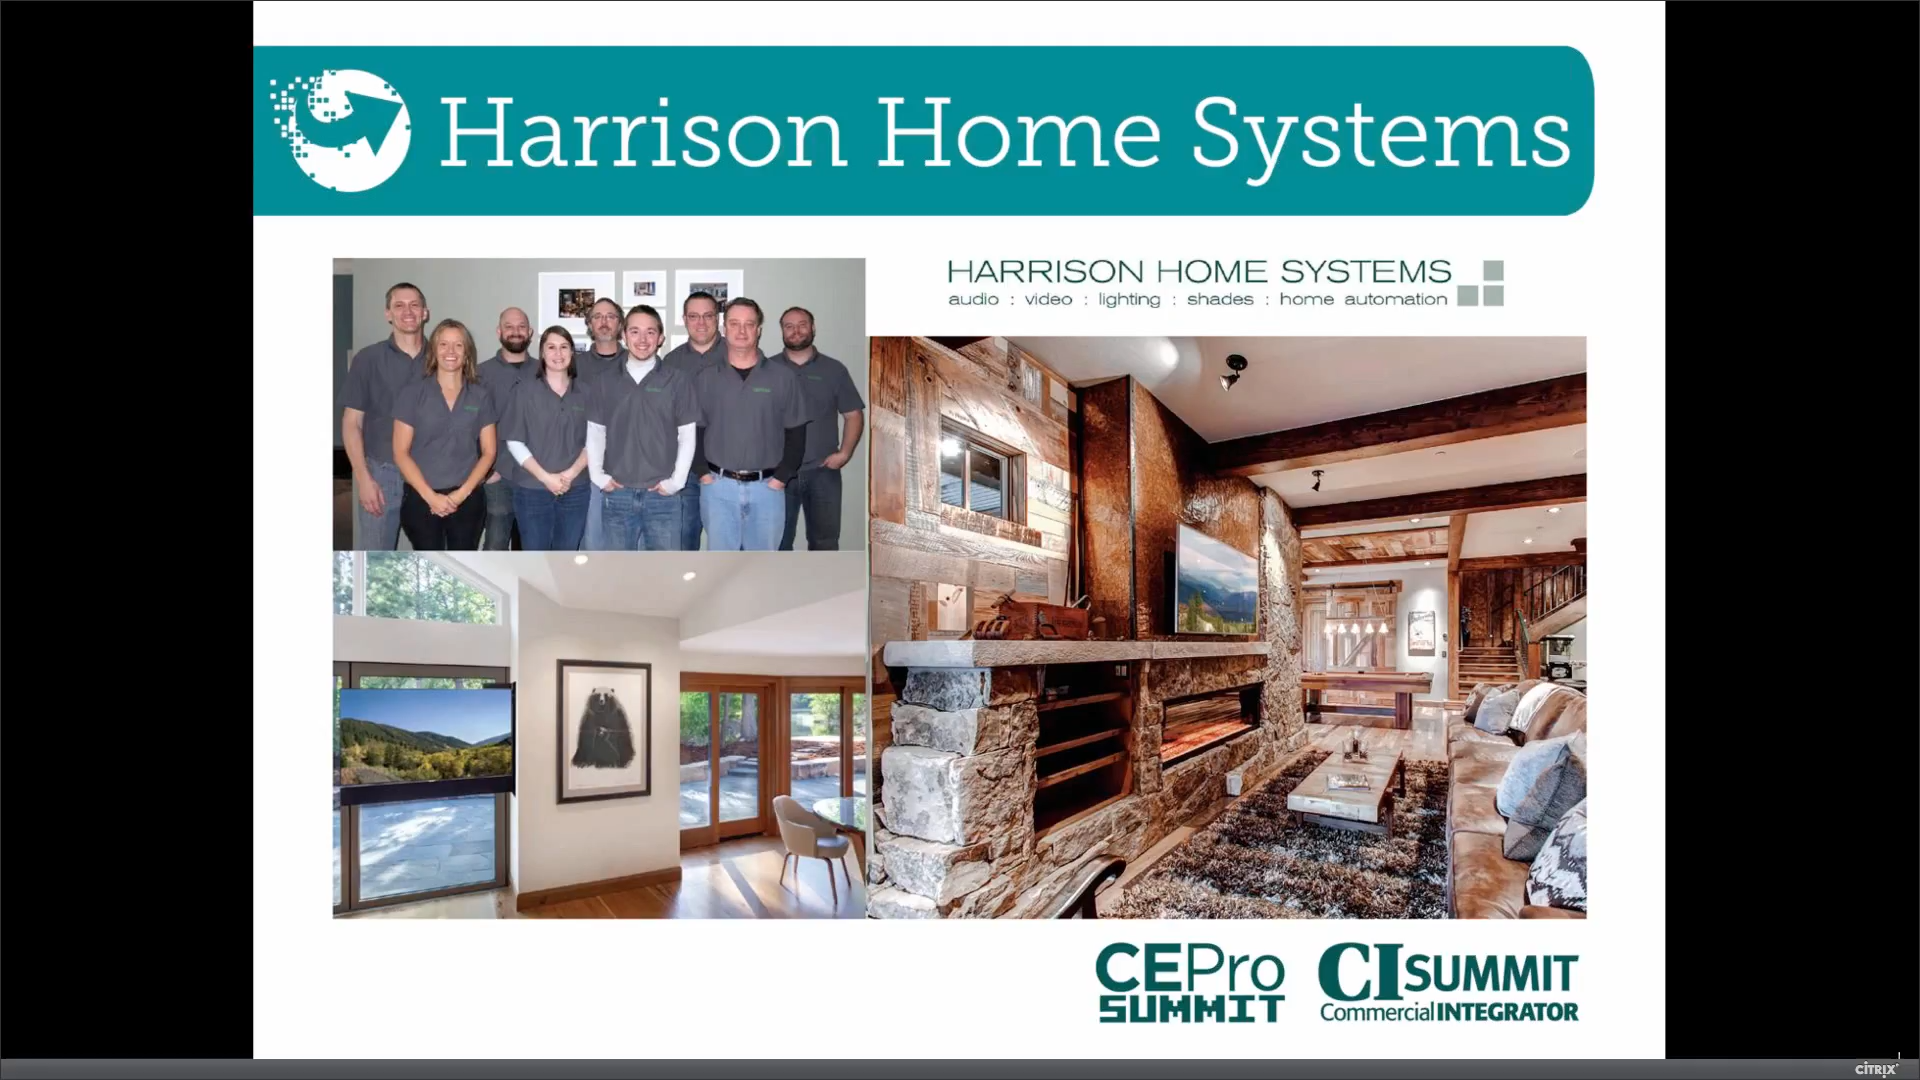 Harrison Home Systems
HARRISON HOME SYSTEMS
audio : video : lighting : shades : home automation
CEPro
SUMMIT
CI SUMMIT
Commercial INTEGRATOR
CITRIX